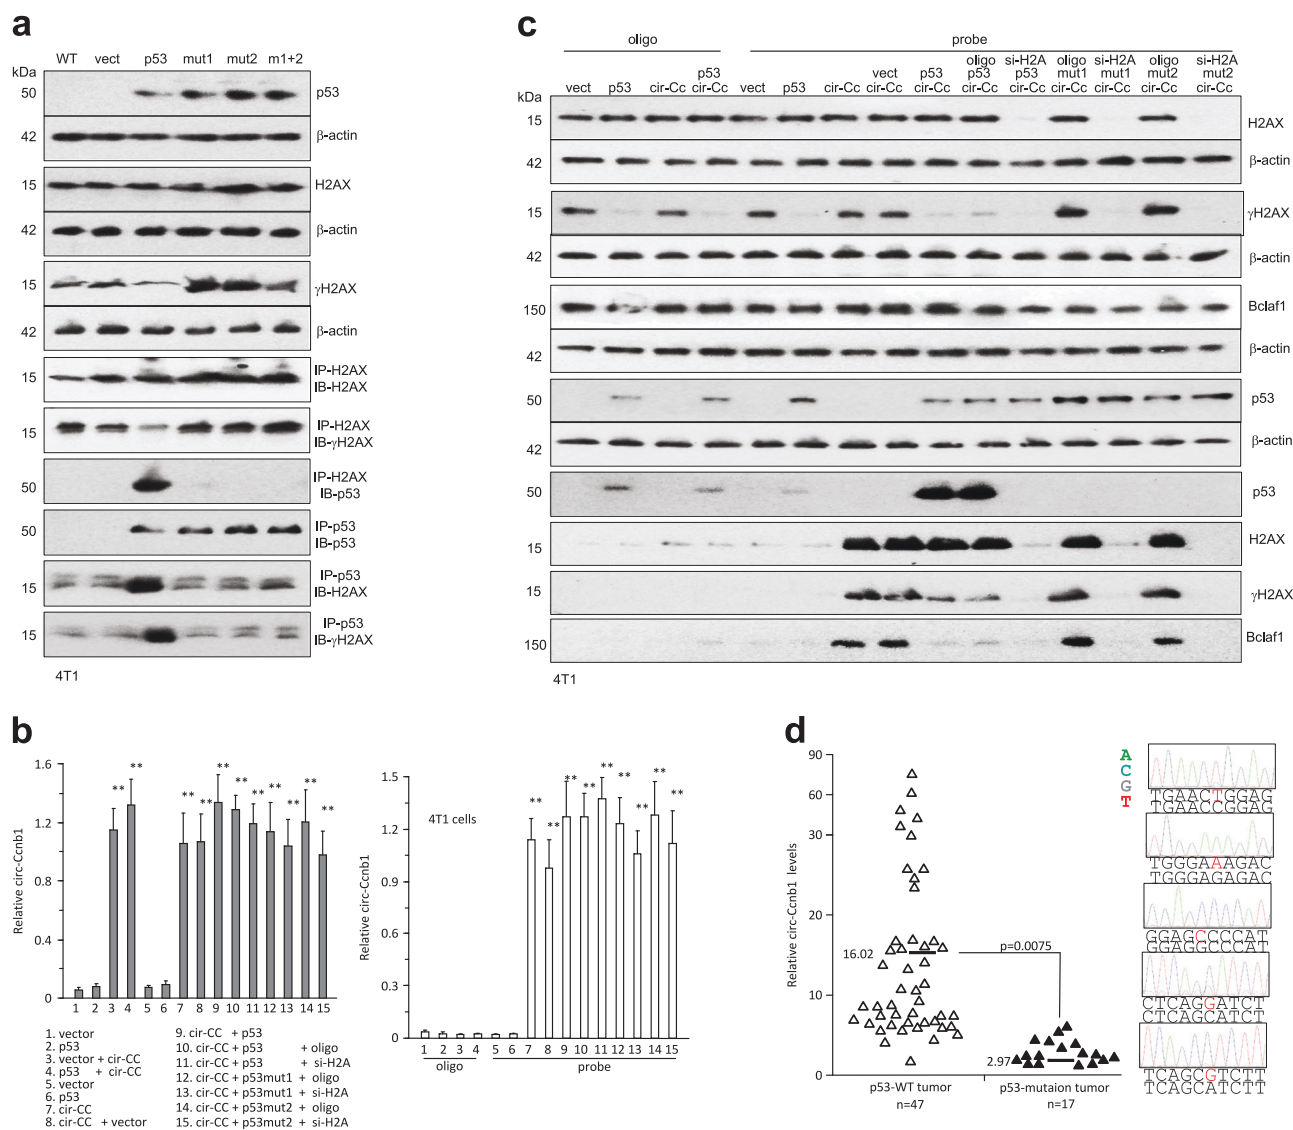 a
WT vect p53 mut1 mut2 m1+2
kDa
50 p53
42 β-actin
15 H2AX
42 β-actin
15 γH2AX
42 β-actin
15 IP-H2AX
IB-H2AX
15 IP-H2AX
IB-γH2AX
50 IP-H2AX
IB-p53
50 IP-p53
IB-p53
15 IP-p53
IB-H2AX
15 IP-p53
IB-γH2AX
4T1
c
oligo probe
oligo si-H2A oligo si-H2A oligo si-H2A
p53 vect p53 p53 p53 mut1 mut1 mut2 mut2
vect p53 cir-Cc cir-Cc vect p53 cir-Cc cir-Cc cir-Cc cir-Cc cir-Cc cir-Cc cir-Cc cir-Cc cir-Cc
kDa
15 H2AX
42 β-actin
15 γH2AX
42 β-actin
150 Bclaf1
42 β-actin
50 p53
42 β-actin
50 p53
15 H2AX
15 γH2AX
150 Bclaf1
4T1
b
Relative circ-Ccnb1
1.6
1.2
0.8
0.4
0
** ** ** ** ** ** ** ** ** ** **
1 2 3 4 5 6 7 8 9 10 11 12 13 14 15
1. vector
2. p53
3. vector + cir-CC
4. p53 + cir-CC
5. vector
6. p53
7. cir-CC
8. cir-CC + vector
9. cir-CC + p53
10. cir-CC + p53 + oligo
11. cir-CC + p53 + si-H2A
12. cir-CC + p53mut1 + oligo
13. cir-CC + p53mut1 + si-H2A
14. cir-CC + p53mut2 + oligo
15. cir-CC + p53mut2 + si-H2A
Relative circ-Ccnb1
1.5
1.2
0.9
0.6
0.3
0.0
4T1 cells
** ** ** ** ** ** ** ** **
1 2 3 4 5 6 7 8 9 10 11 12 13 14 15
oligo probe
d
Relative circ-Ccnb1 levels
90
60
30
20
10
0
16.02
p=0.0075
2.97
p53-WT tumor
n=47
p53-mutaion tumor
n=17
A
C
G
T
TGAACTGGAG
TGAACCGGAG
TGGGAAAGAC
TGGGAGAGAC
GGAGCCCCAT
GGAGGCCCAT
CTCAGGATCT
CTCAGCATCT
TCAGCGTCTT
TCAGCATCTT